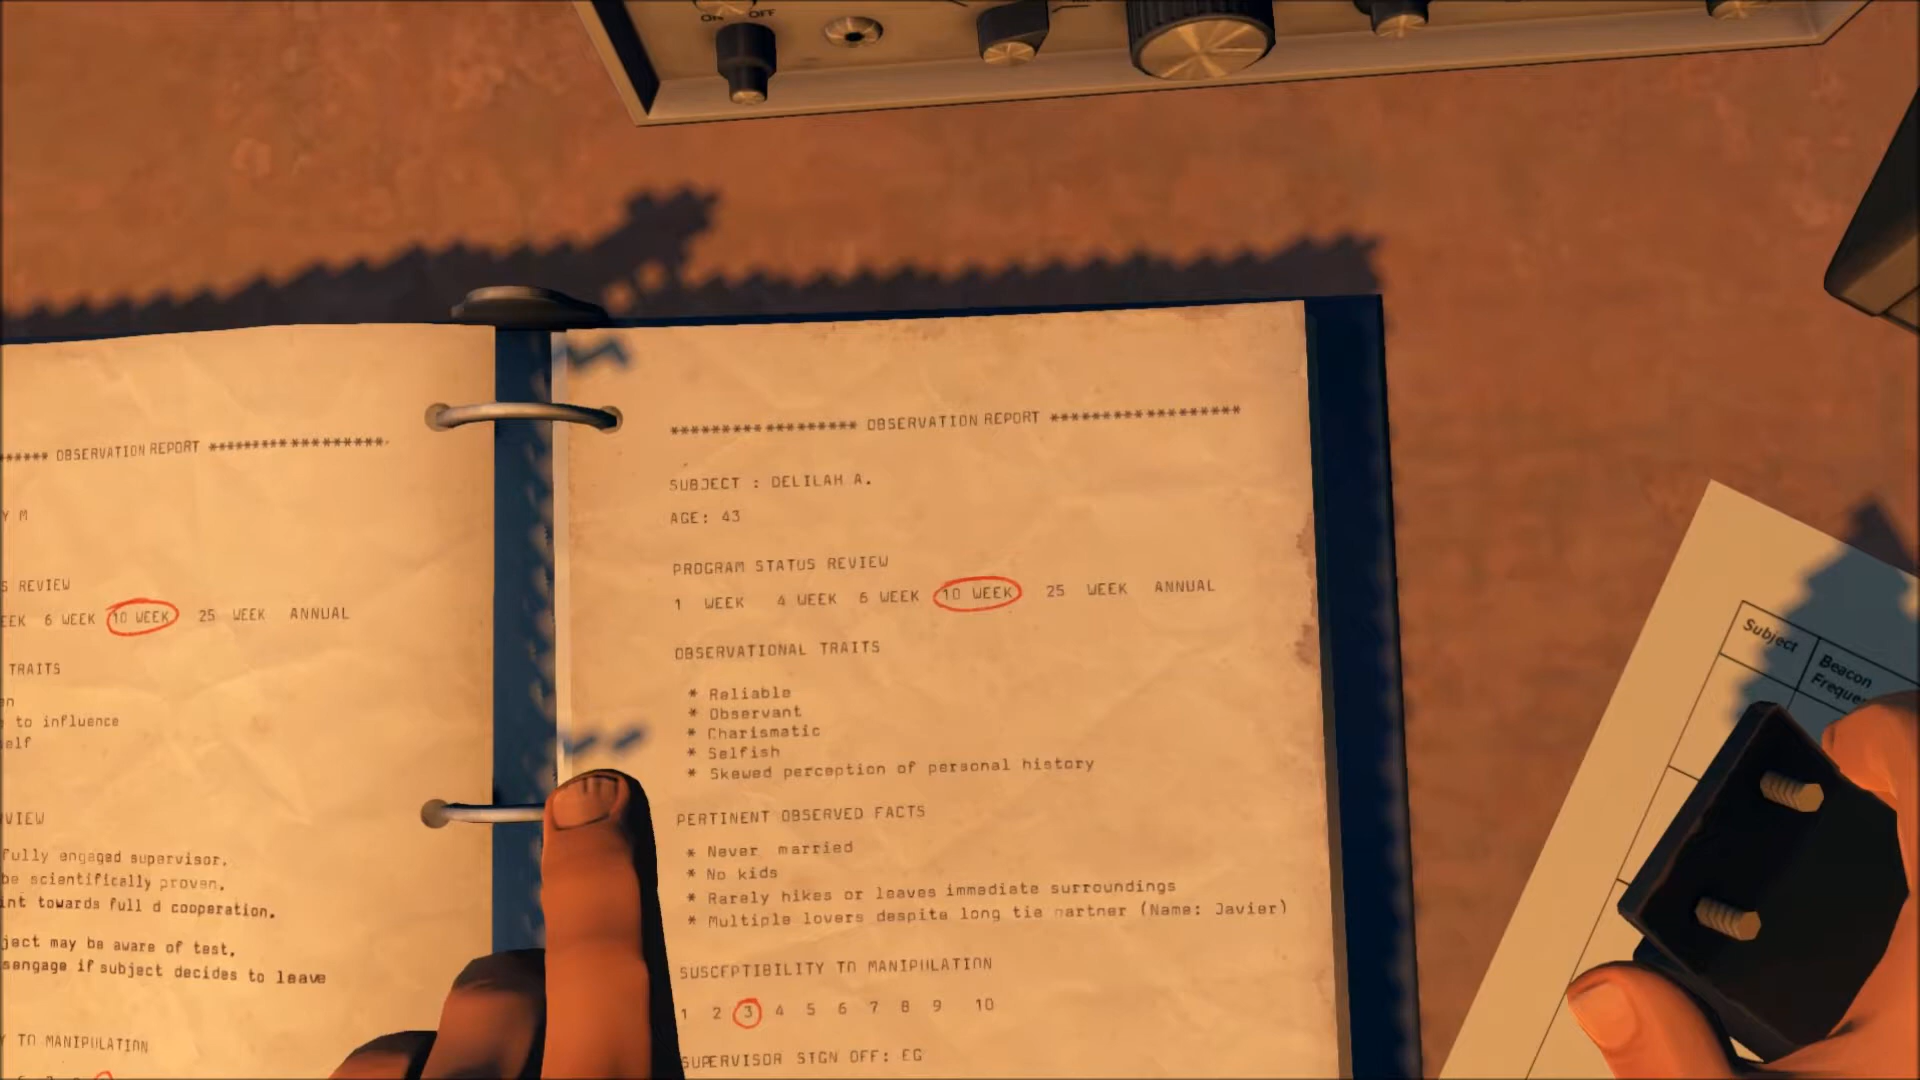 ON OFF
****** OBSERVATION REPORT ******************.
Y M
S REVIEW
EEK 6 WEEK 10 WEEK 25 WEEK ANNUAL
TRAITS
en
to influence
elf
VIEW
fully engaged supervisor.
be scientifically proven.
int towards full d cooperation.
ject may be aware of test.
sengage if subject decides to leave
Y TO MANIPULATION
****************** OBSERVATION REPORT ******************
SUBJECT : DELILAH A.
AGE: 43
PROGRAM STATUS REVIEW
1 WEEK 4 WEEK 6 WEEK 10 WEEK 25 WEEK ANNUAL
OBSERVATIONAL TRAITS
* Reliable
* Observant
* Charismatic
* Selfish
* Skewed perception of personal history
PERTINENT OBSERVED FACTS
* Never married
* No kids
* Rarely hikes or leaves immediate surroundings
* Multiple lovers despite long tie partner (Name: Javier)
SUSCEPTIBILITY TO MANIPULATION
1 2 3 4 5 6 7 8 9 10
SUPERVISOR SIGN OFF: EG
Subject
Beacon
Freque